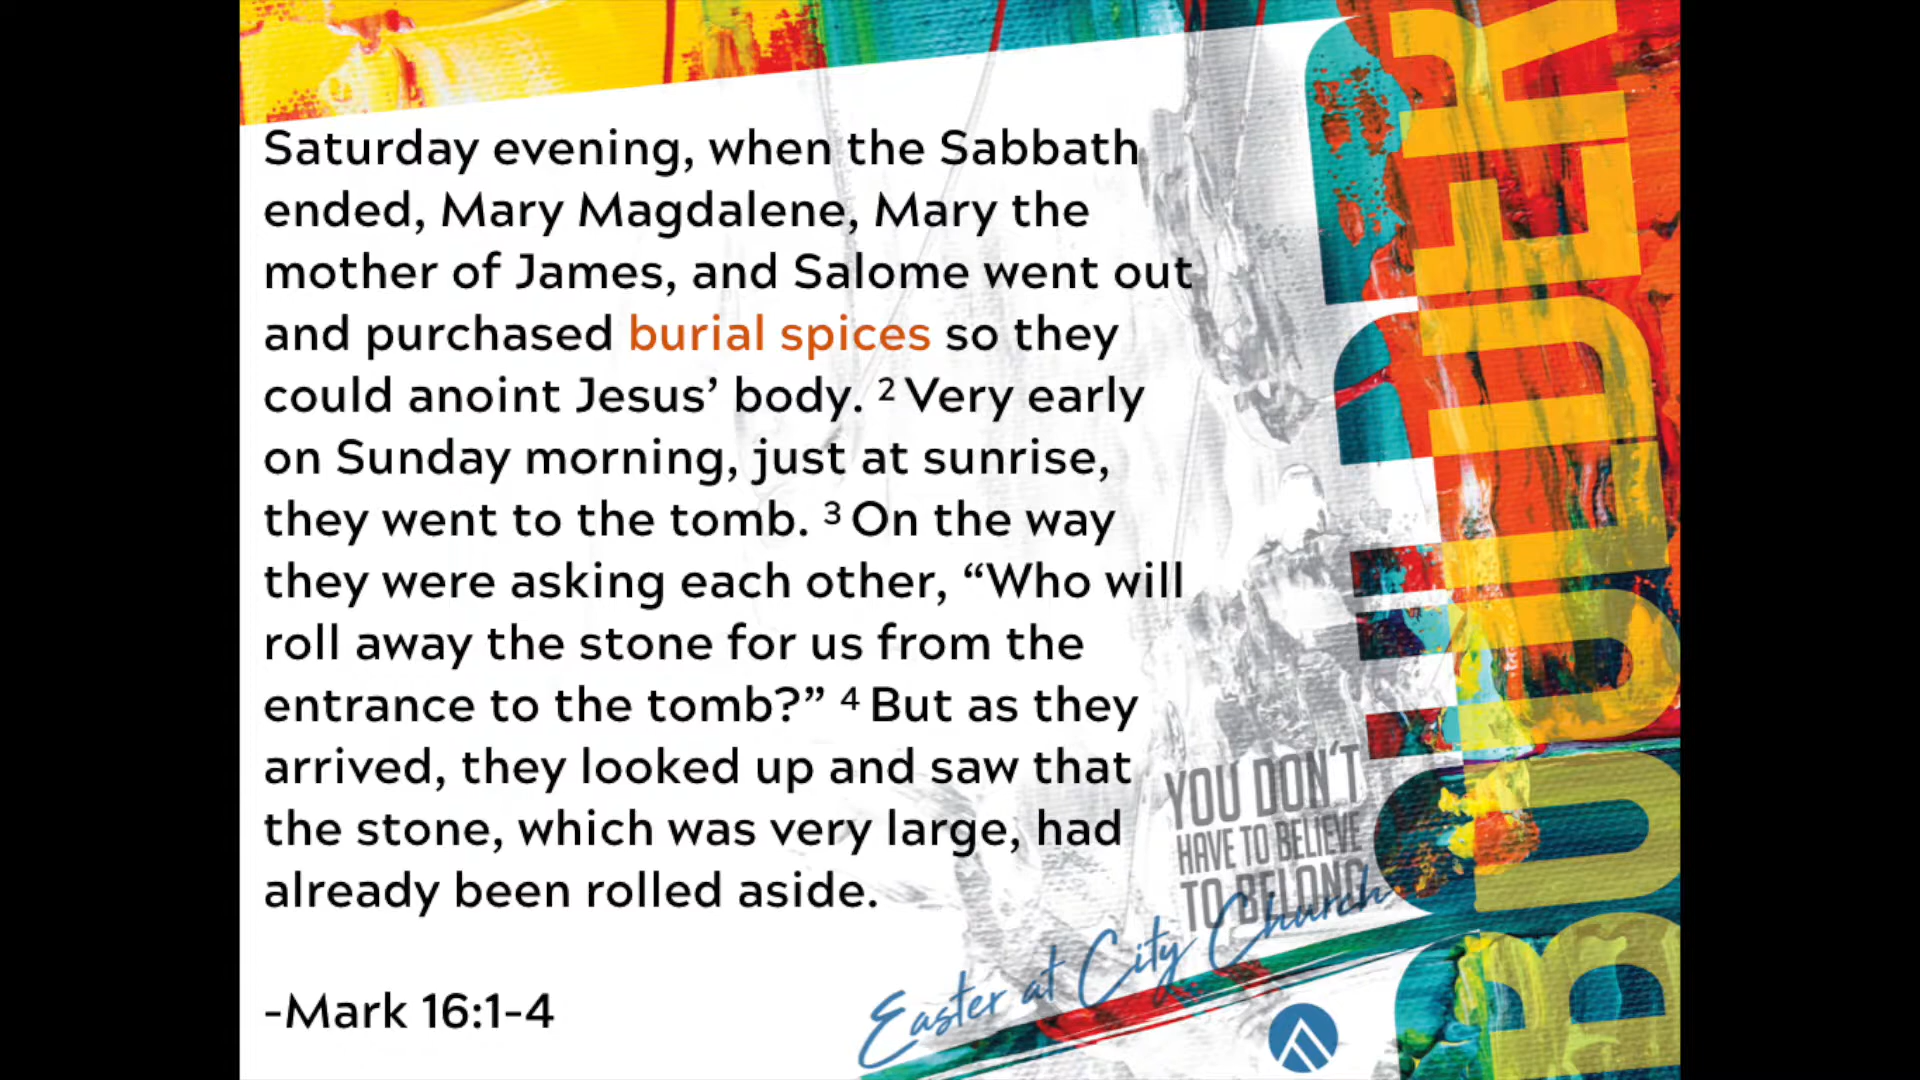 Saturday evening, when the Sabbath
ended, Mary Magdalene, Mary the
mother of James, and Salome went out
and purchased burial spices so they
could anoint Jesus’ body. ² Very early
on Sunday morning, just at sunrise,
they went to the tomb. ³ On the way
they were asking each other, “Who will
roll away the stone for us from the
entrance to the tomb?” ⁴ But as they
arrived, they looked up and saw that
the stone, which was very large, had
already been rolled aside.
-Mark 16:1-4
YOU DON'T
HAVE TO BELIEVE
TO BELONG
Easter at City Church
BOULDER